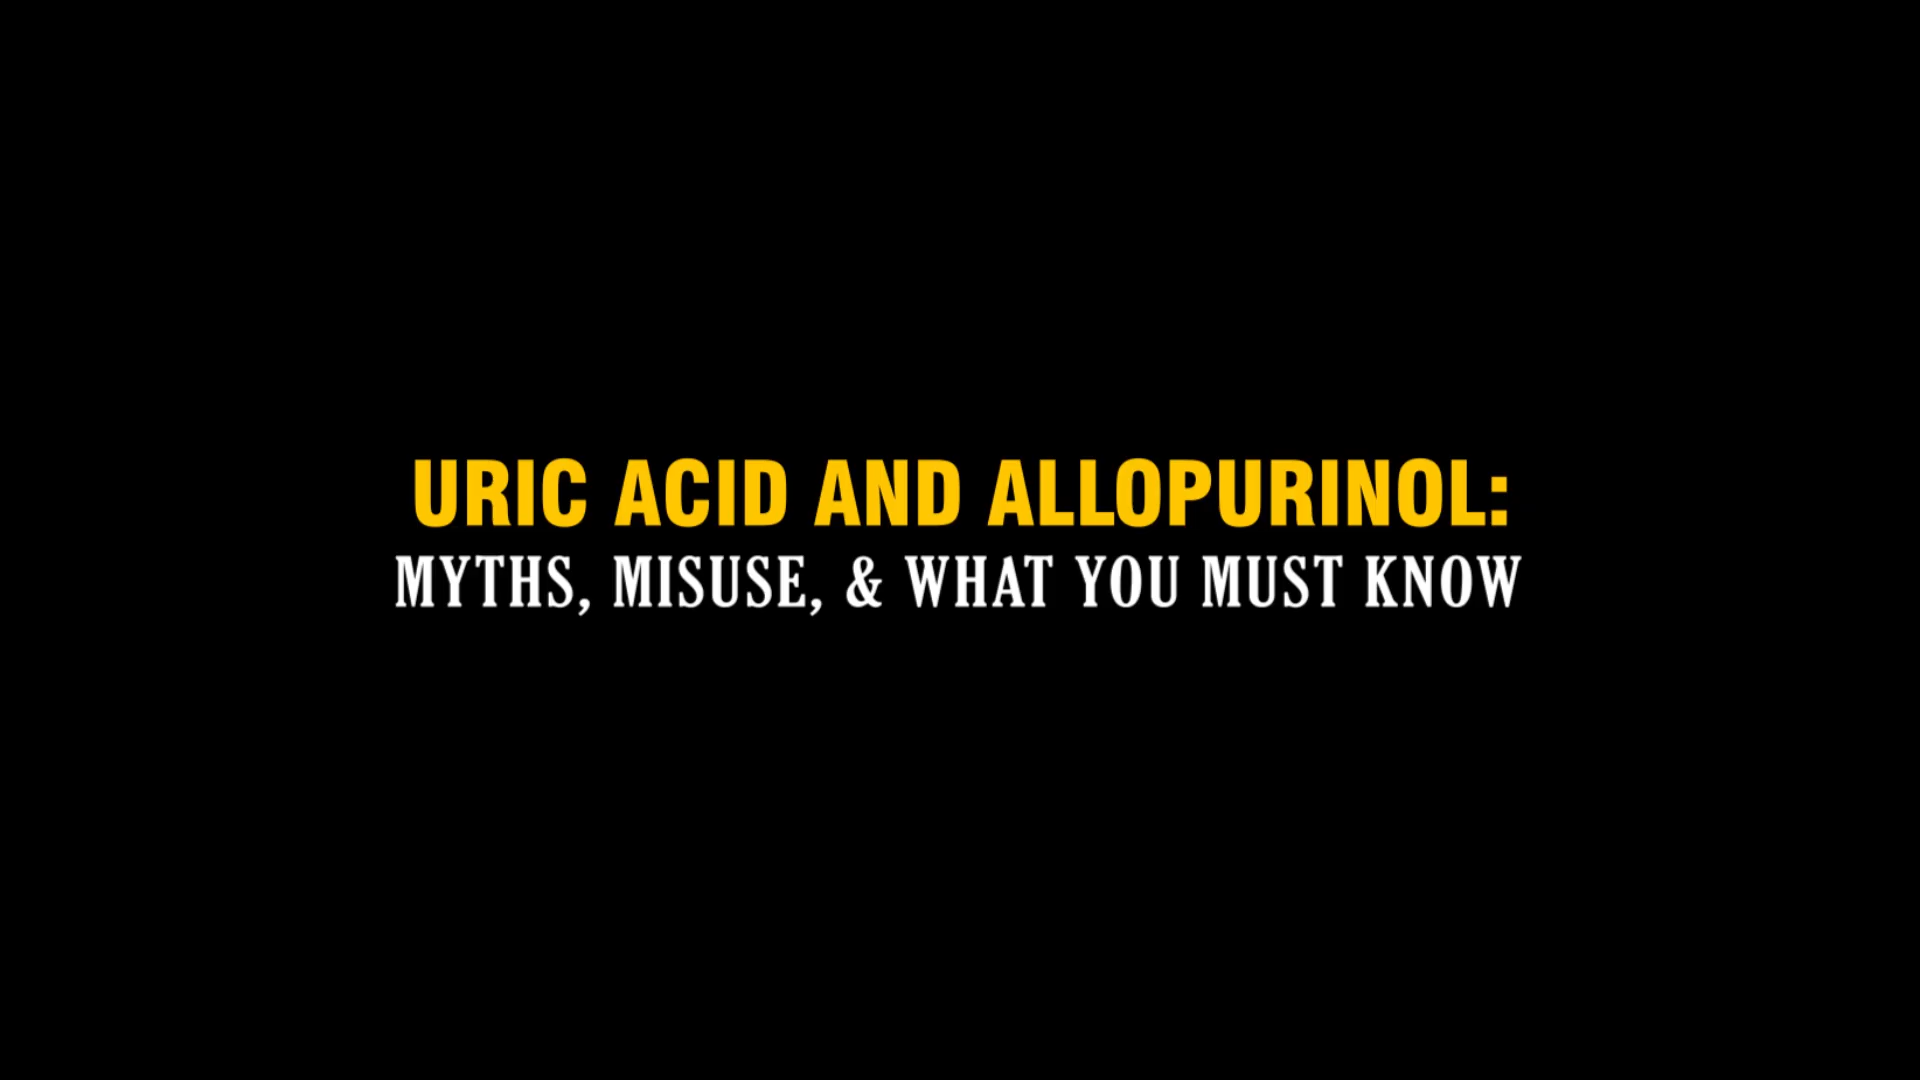 URIC ACID AND ALLOPURINOL:
MYTHS, MISUSE, & WHAT YOU MUST KNOW